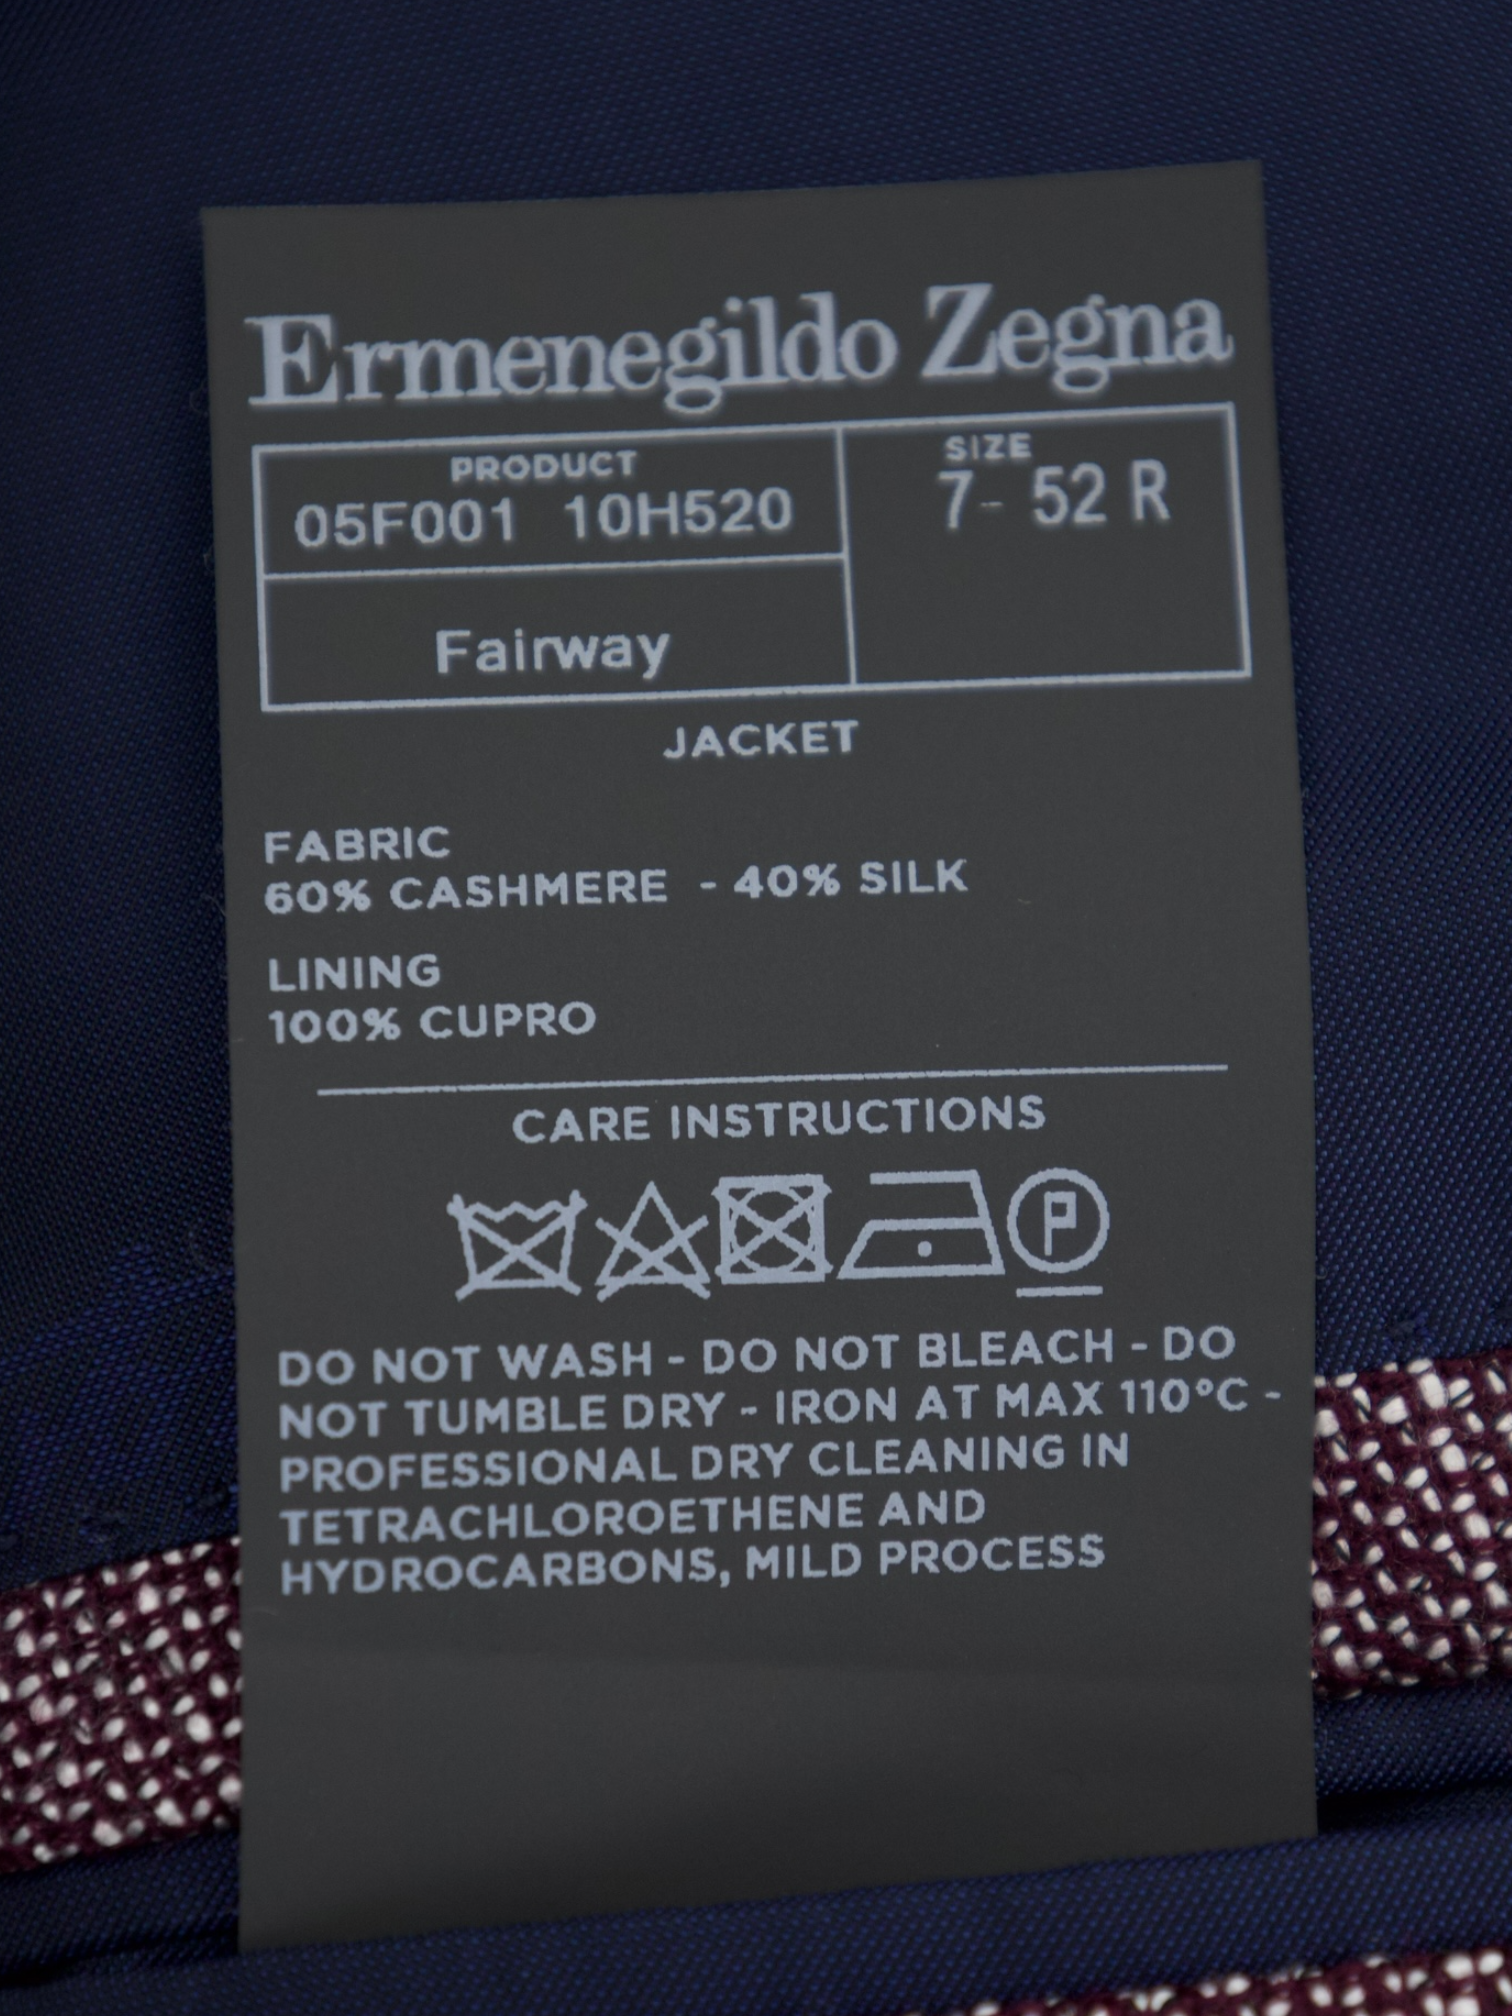 Ermenegildo Zegna
PRODUCT
05F001 10H520
SIZE
7- 52 R
Fairway
JACKET
FABRIC
60% CASHMERE - 40% SILK
LINING
100% CUPRO
CARE INSTRUCTIONS
P
DO NOT WASH - DO NOT BLEACH - DO
NOT TUMBLE DRY - IRON AT MAX 110°C -
PROFESSIONAL DRY CLEANING IN
TETRACHLOROETHENE AND
HYDROCARBONS, MILD PROCESS